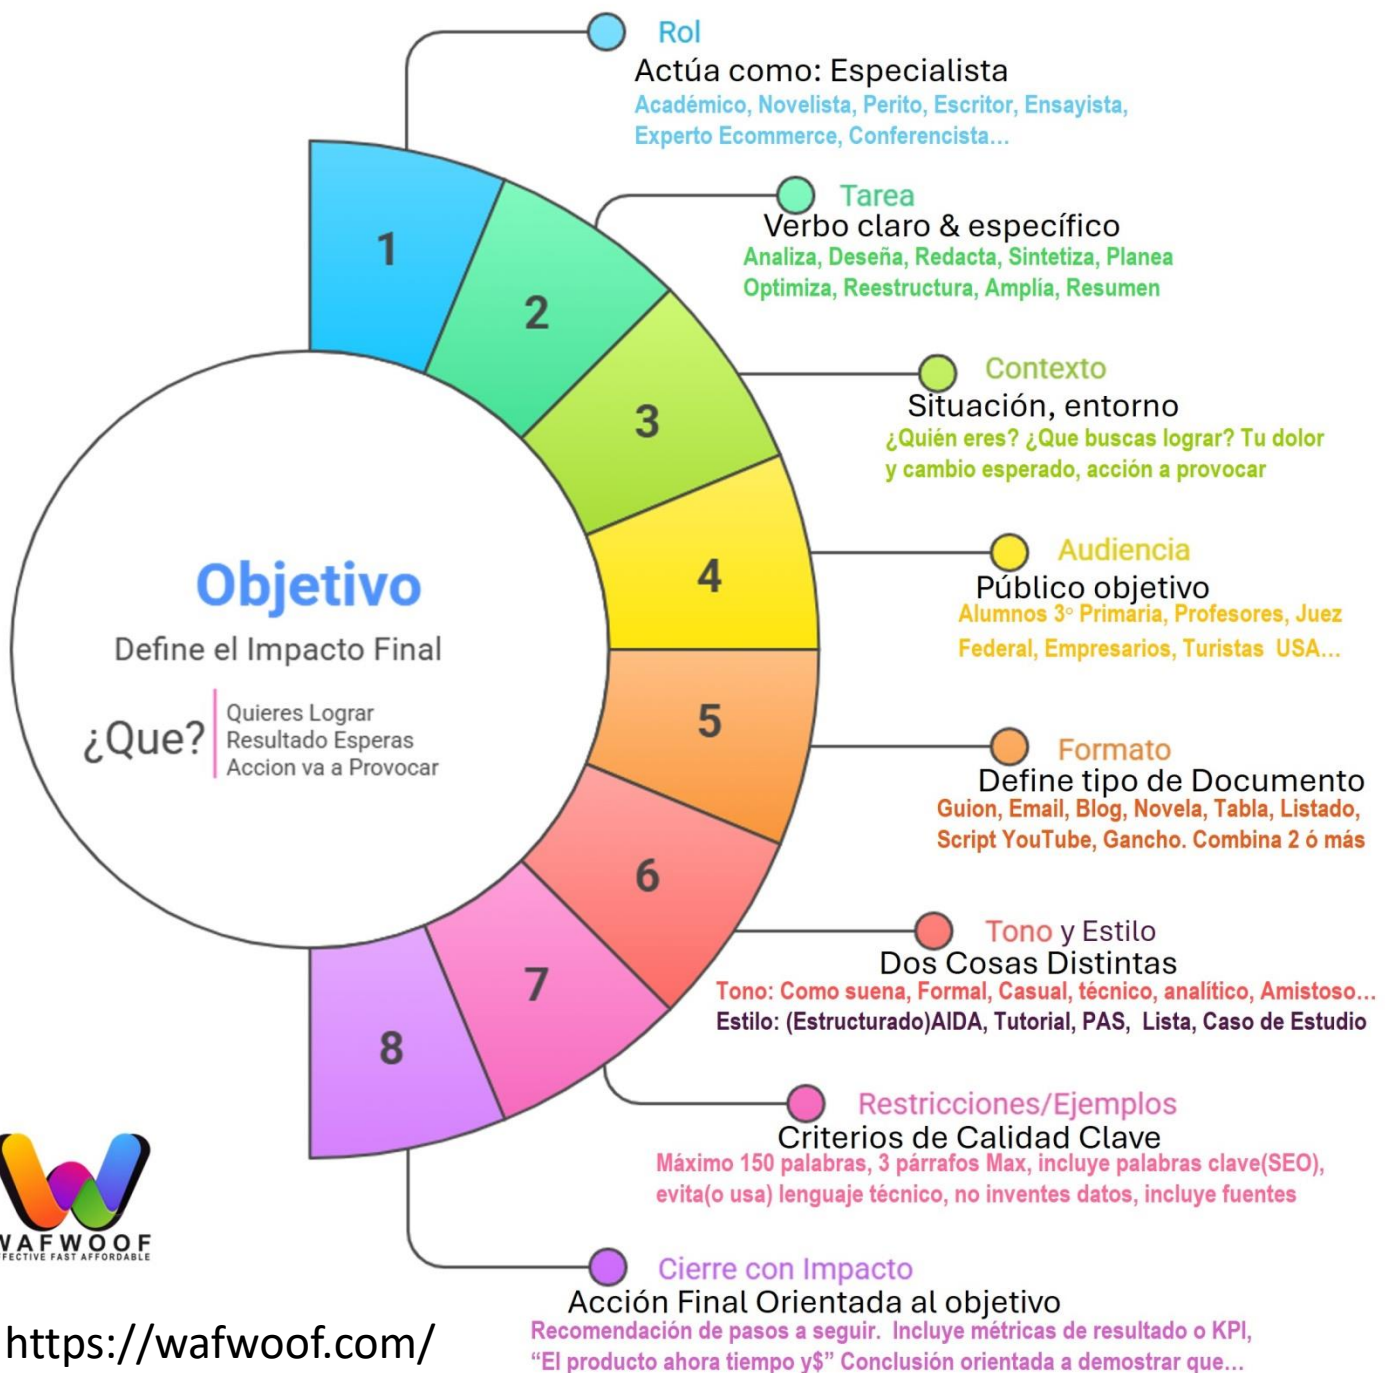 Rol
Actúa como: Especialista
Académico, Novelista, Perito, Escritor, Ensayista,
Experto Ecommerce, Conferencista...
1
Tarea
Verbo claro & específico
Analiza, Deseña, Redacta, Sintetiza, Planea
Optimiza, Reestructura, Amplía, Resumen
2
Contexto
Situación, entorno
¿Quién eres? ¿Que buscas lograr? Tu dolor
y cambio esperado, acción a provocar
3
Audiencia
Público objetivo
Alumnos 3º Primaria, Profesores, Juez
Federal, Empresarios, Turistas USA...
4
Objetivo
Define el Impacto Final
¿Que?
Quieres Lograr
Resultado Esperas
Accion va a Provocar
5
Formato
Define tipo de Documento
Guion, Email, Blog, Novela, Tabla, Listado,
Script YouTube, Gancho. Combina 2 ó más
6
Tono y Estilo
Dos Cosas Distintas
Tono: Como suena, Formal, Casual, técnico, analítico, Amistoso...
Estilo: (Estructurado)AIDA, Tutorial, PAS, Lista, Caso de Estudio
7
Restricciones/Ejemplos
Criterios de Calidad Clave
Máximo 150 palabras, 3 párrafos Max, incluye palabras clave(SEO),
evita(o usa) lenguaje técnico, no inventes datos, incluye fuentes
8
Cierre con Impacto
Acción Final Orientada al objetivo
Recomendación de pasos a seguir. Incluye métricas de resultado o KPI,
“El producto ahora tiempo y$” Conclusión orientada a demostrar que...
WAFWOOF
EFFECTIVE FAST AFFORDABLE
https://wafwoof.com/